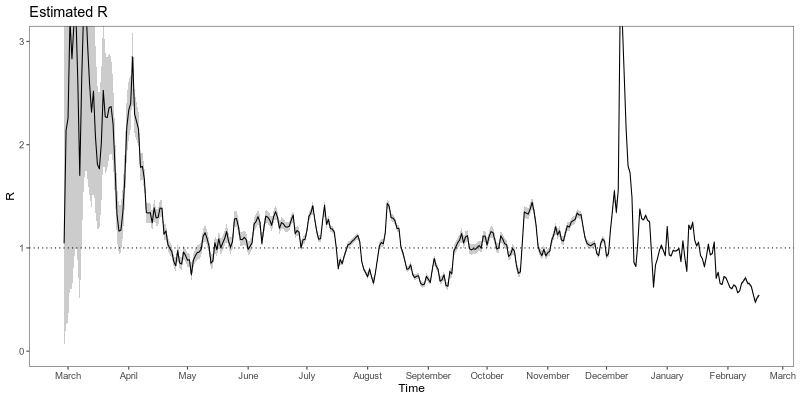 Estimated R
3
2
1
0
R
March April May June July August September October November December January February March
Time